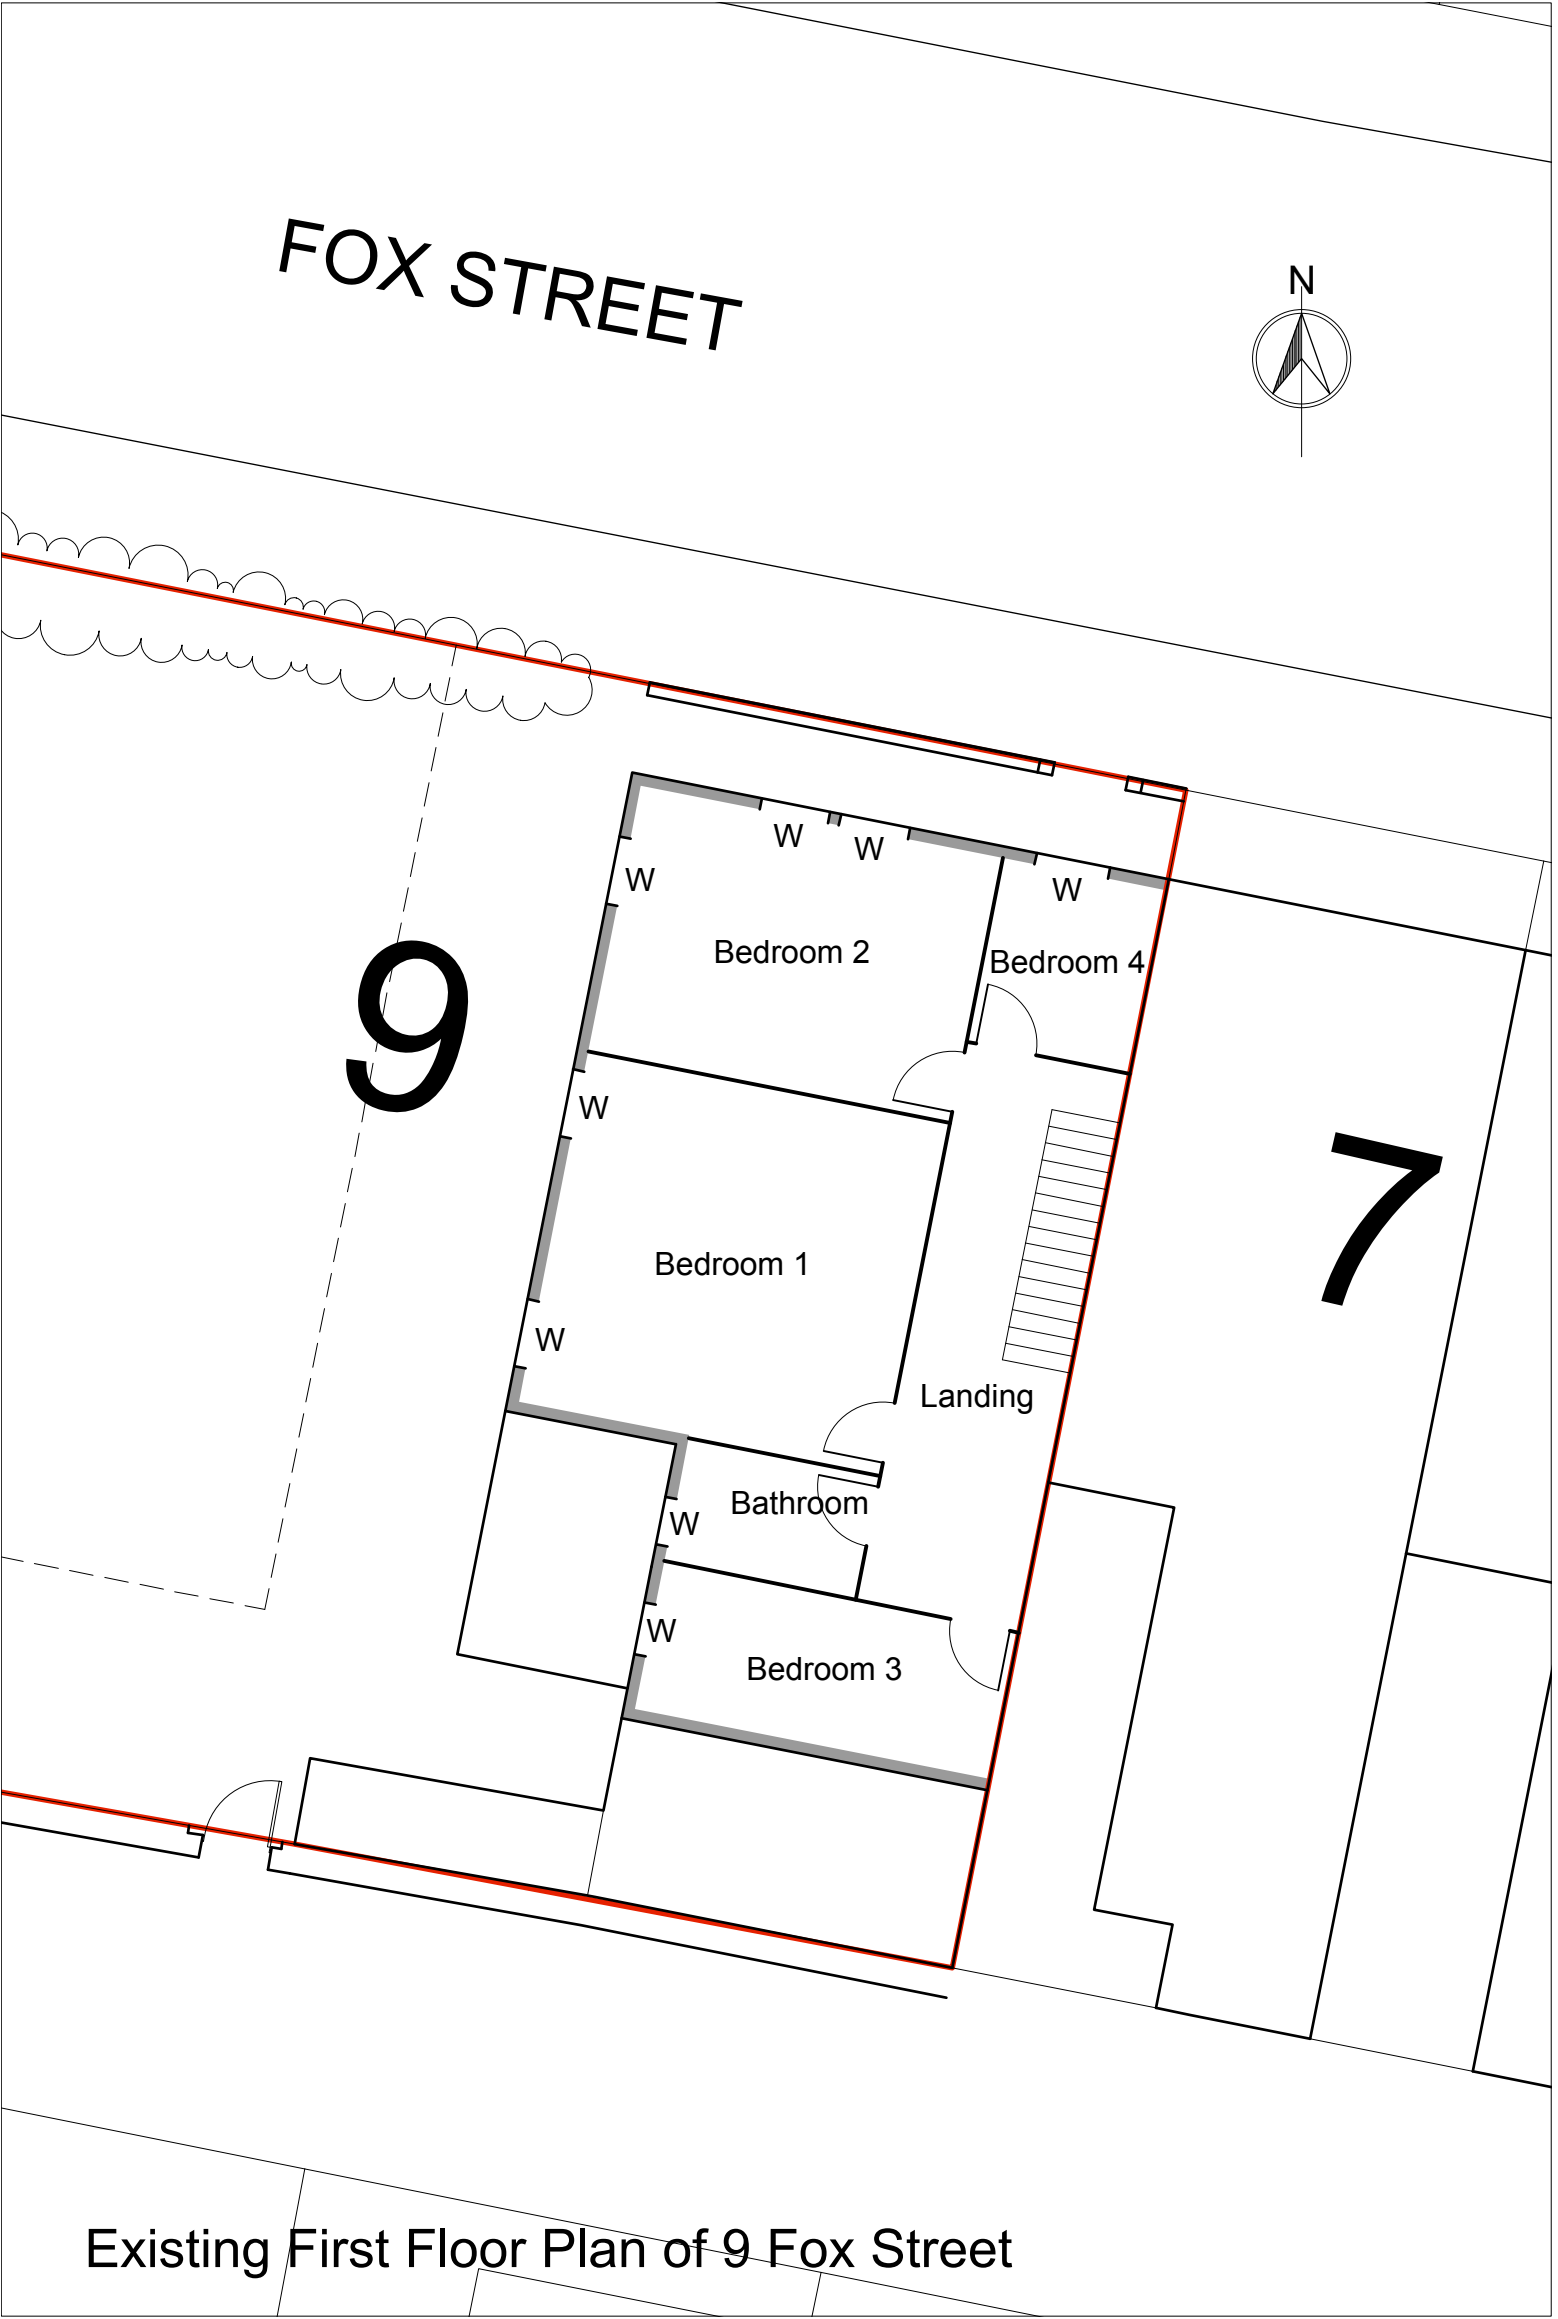 FOX STREET
N
W
W
W
W
Bedroom 2
Bedroom 4
9
W
7
Bedroom 1
W
Landing
Bathroom
W
W
Bedroom 3
Existing First Floor Plan of 9 Fox Street